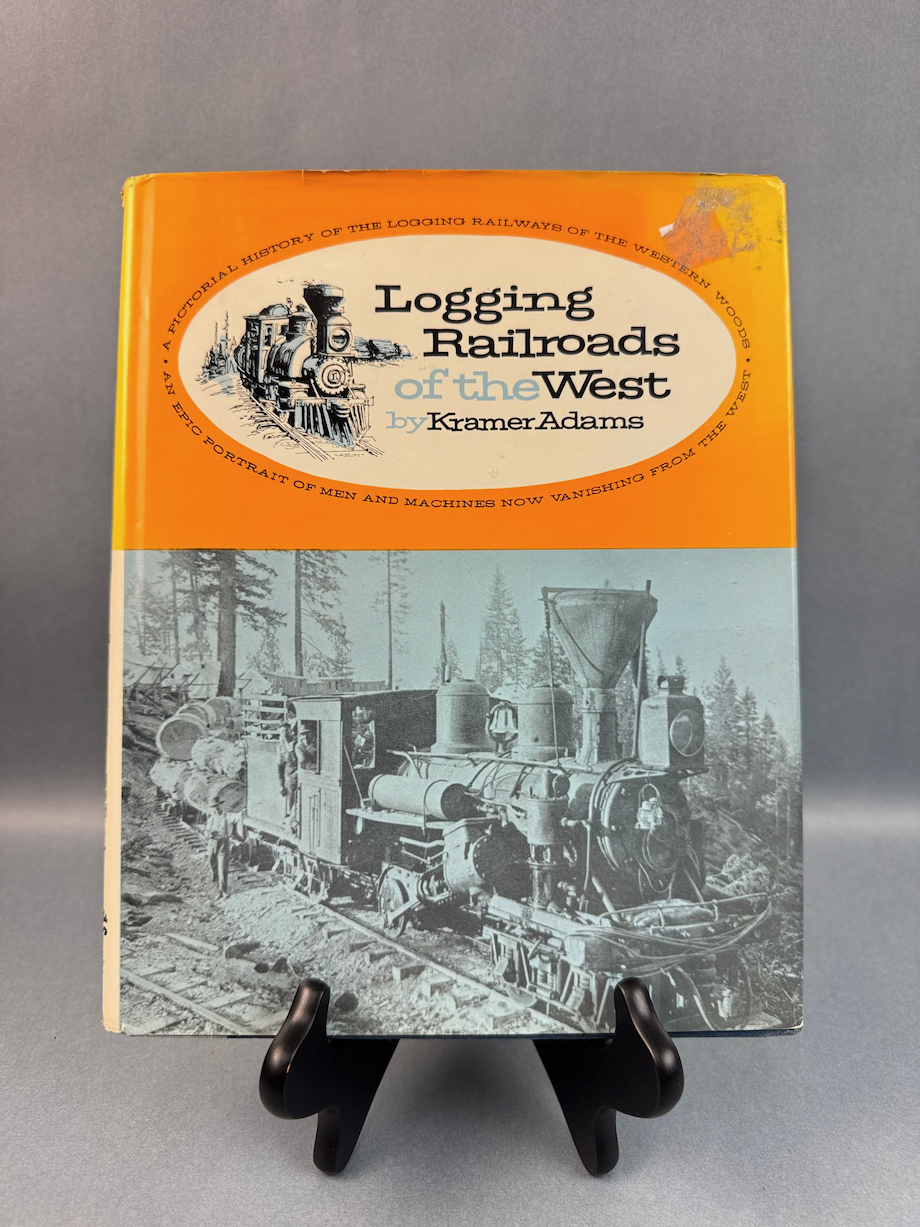 A PICTORIAL HISTORY OF THE LOGGING RAILWAYS OF THE WESTERN WOODS •
Logging
Railroads
of the West
by Kramer Adams
• AN EPIC PORTRAIT OF MEN AND MACHINES NOW VANISHING FROM THE WEST